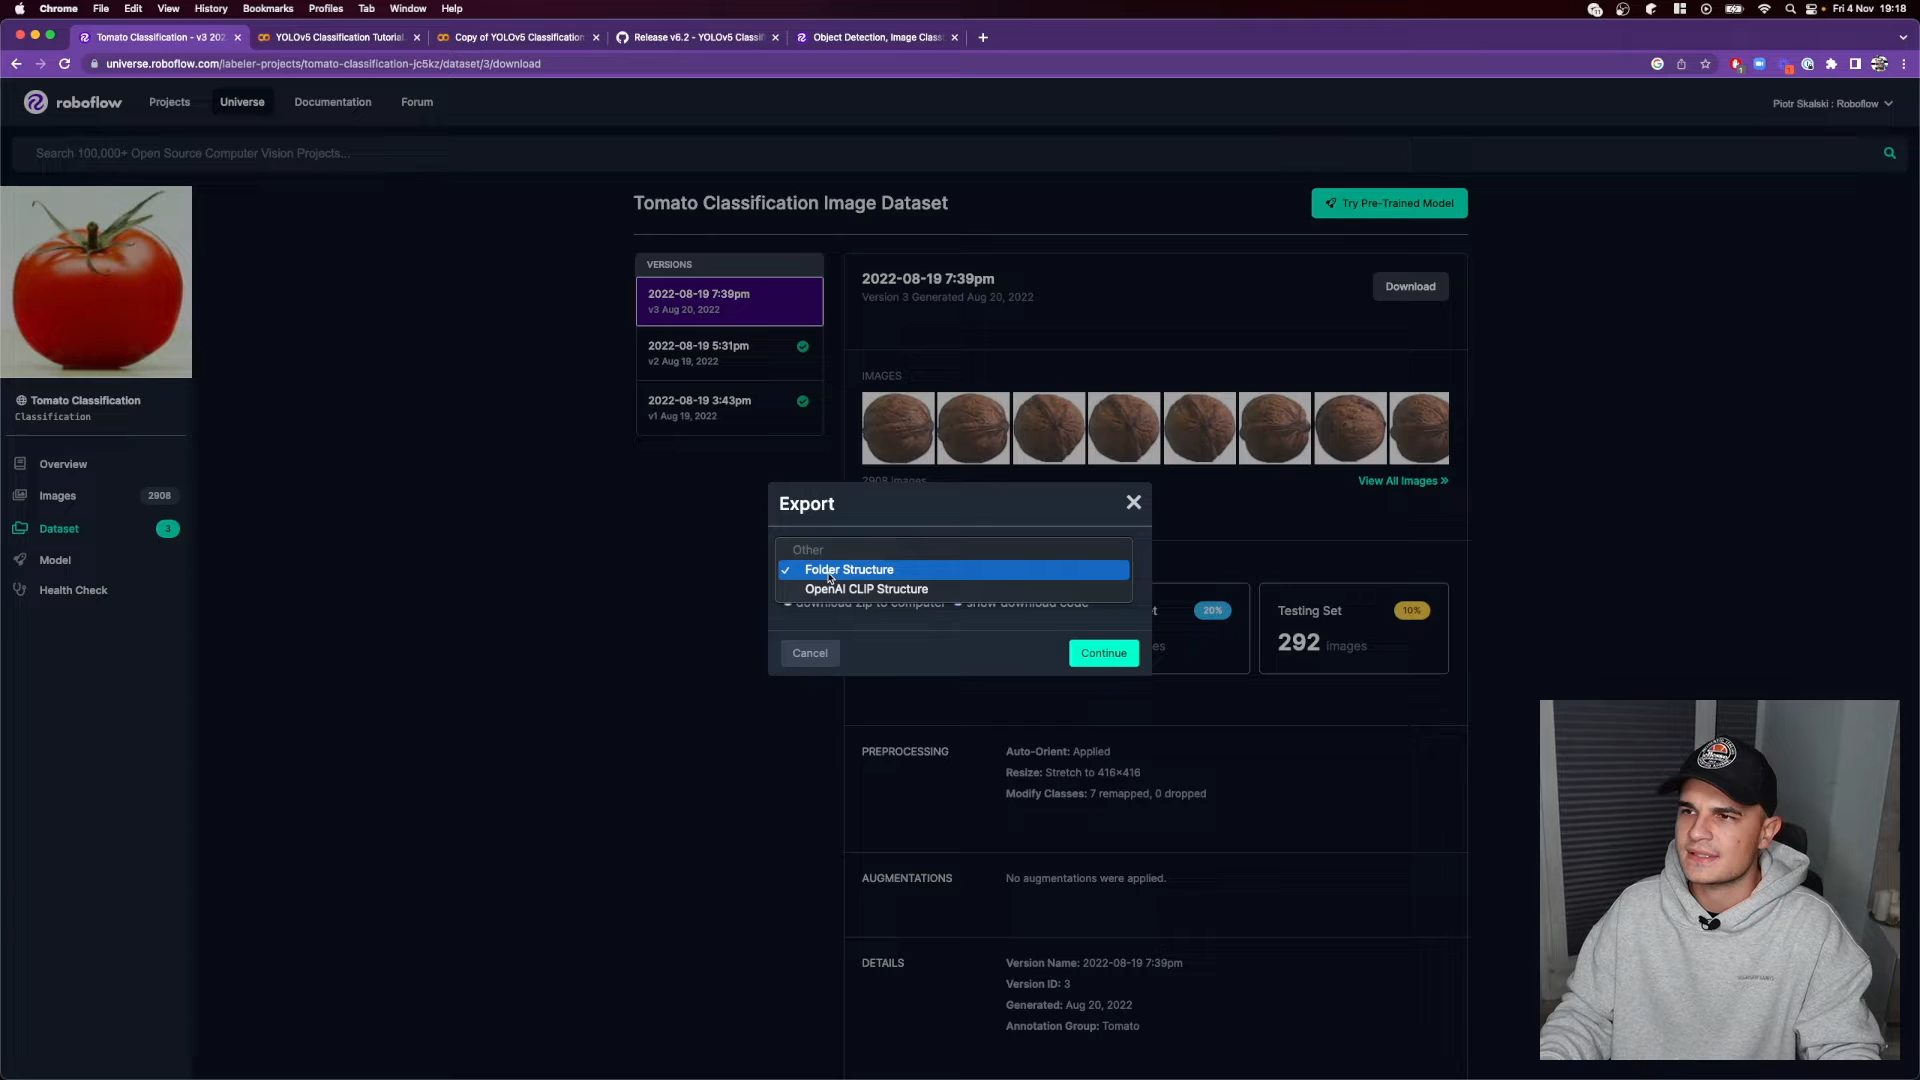 Chrome File Edit View History Bookmarks Profiles Tab Window Help
Fri 4 Nov 19:18
Tomato Classification - v3 202
YOLOv5 Classification Tutorial
Copy of YOLOv5 Classification
Release v6.2 - YOLOv5 Classif
Object Detection, Image Class
universe.roboflow.com/labeler-projects/tomato-classification-jc5kz/dataset/3/download
roboflow Projects Universe Documentation Forum
Piotr Skalski : Roboflow
Search 100,000+ Open Source Computer Vision Projects...
Tomato Classification
Classification
Overview
Images 2908
Dataset 3
Model
Health Check
Tomato Classification Image Dataset
Try Pre-Trained Model
VERSIONS
2022-08-19 7:39pm
v3 Aug 20, 2022
2022-08-19 5:31pm
v2 Aug 19, 2022
2022-08-19 3:43pm
v1 Aug 19, 2022
2022-08-19 7:39pm
Version 3 Generated Aug 20, 2022
Download
IMAGES
2908 images
View All Images »
Export
Other
Folder Structure
OpenAI CLIP Structure
download zip to computer show download code
Cancel
Continue
20%
Testing Set 10%
292 images
PREPROCESSING
Auto-Orient: Applied
Resize: Stretch to 416×416
Modify Classes: 7 remapped, 0 dropped
AUGMENTATIONS
No augmentations were applied.
DETAILS
Version Name: 2022-08-19 7:39pm
Version ID: 3
Generated: Aug 20, 2022
Annotation Group: Tomato